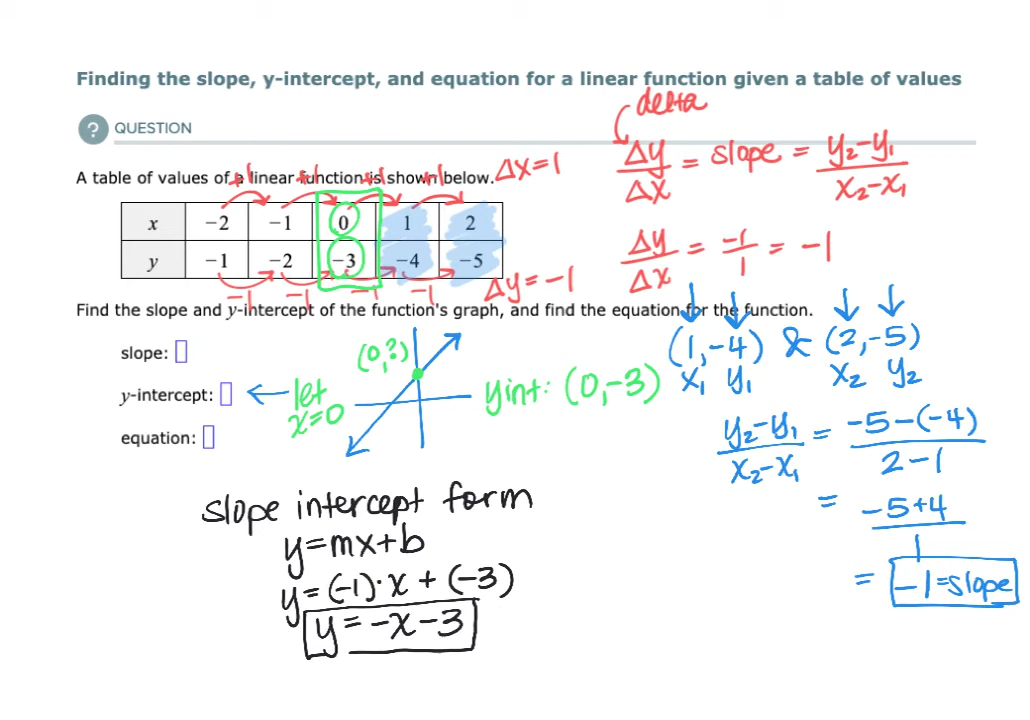 Finding the slope, y-intercept, and equation for a linear function given a table of values
delta
? QUESTION
Δy/Δx = slope = y₂-y₁/x₂-x₁
A table of values of a linear function is shown below.
+1 +1 +1 +1 Δx=1
x −2 −1 0 1 2
y −1 −2 −3 −4 −5
−1 −1 −1 −1 Δy=−1
Δy/Δx = −1/1 = −1
Find the slope and y-intercept of the function's graph, and find the equation for the function.
slope:
y-intercept:
equation:
let
x=0
(0,?)
yint: (0,−3)
(1,−4) & (2,−5)
x₁ y₁ x₂ y₂
y₂−y₁/x₂−x₁ = −5−(−4)/2−1
= −5+4/1
= −1=slope
slope intercept form
y=mx+b
y=(−1)·x+(−3)
y=−x−3